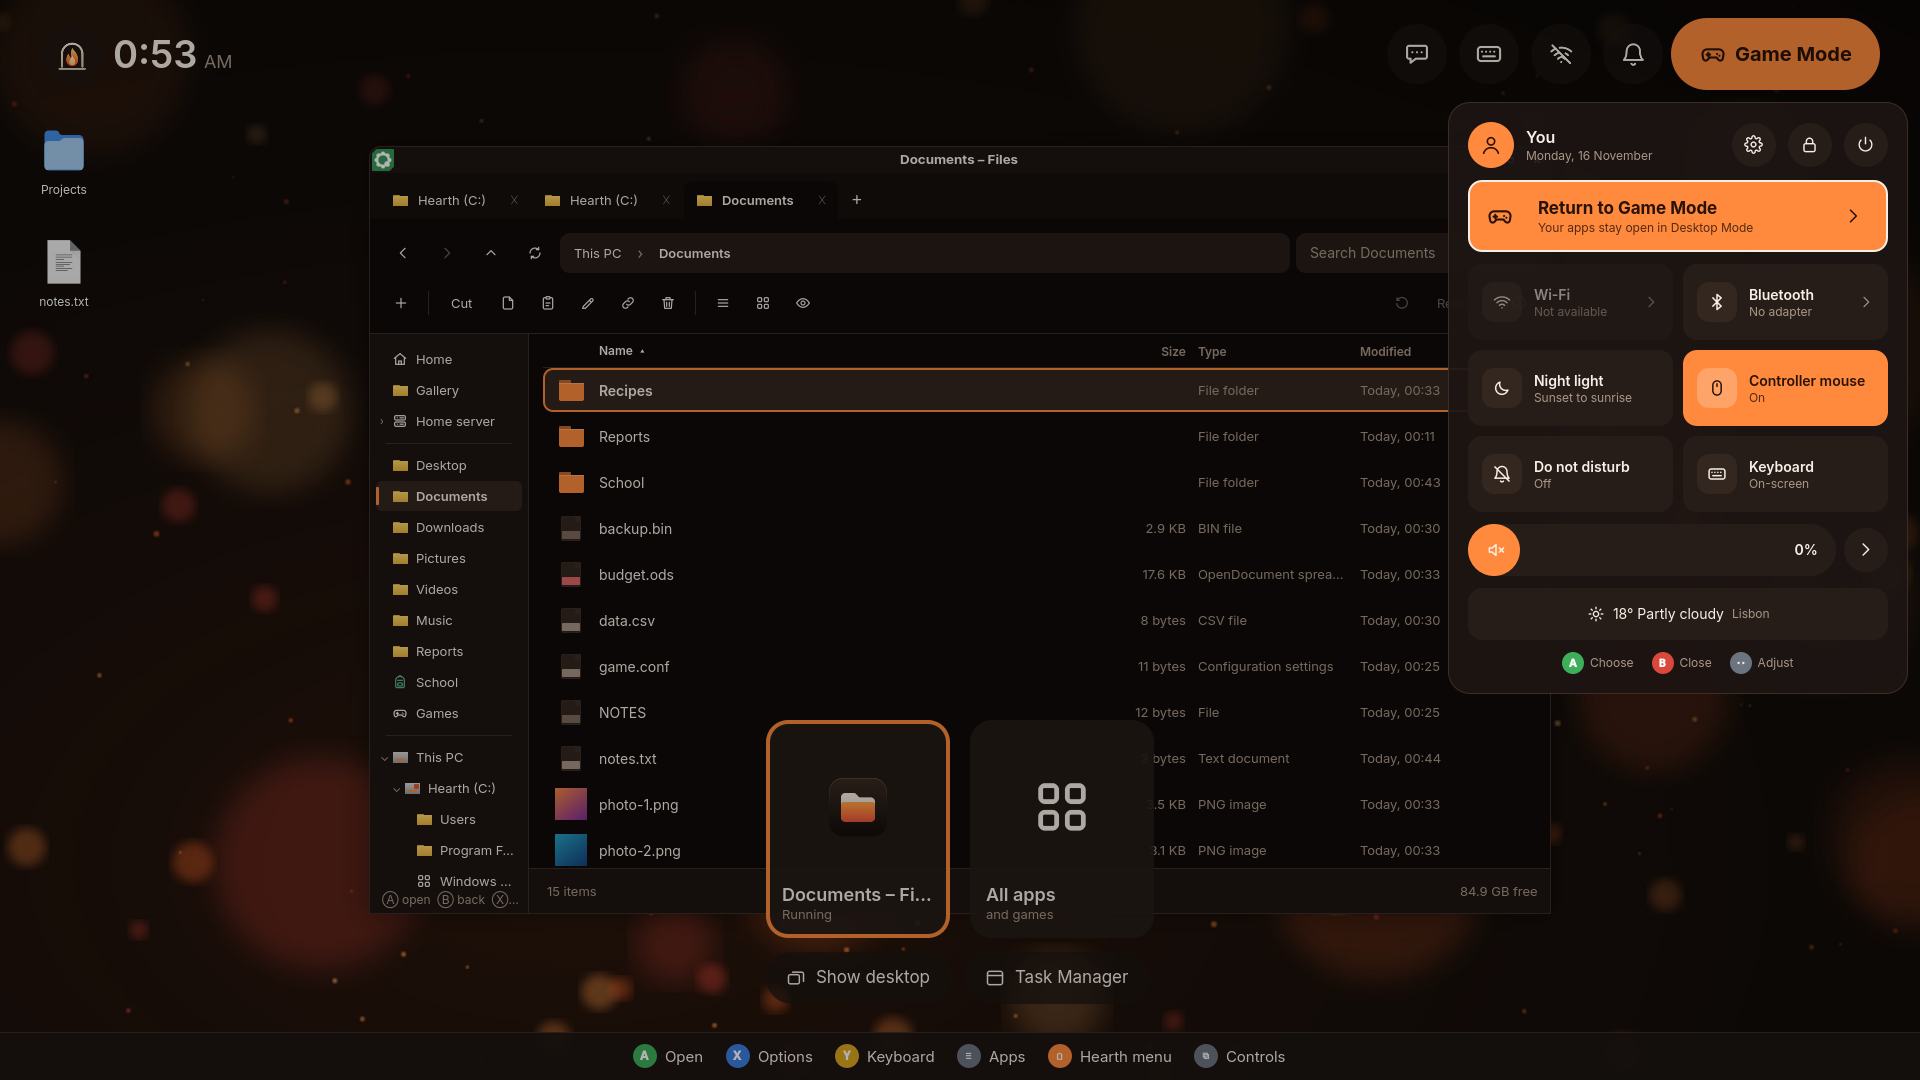 0:53 AM
Game Mode
Projects
notes.txt
Documents – Files
Hearth (C:) X
Hearth (C:) X
Documents X
This PC › Documents
Search Documents
Cut
Home
Gallery
Home server
Desktop
Documents
Downloads
Pictures
Videos
Music
Reports
School
Games
This PC
Hearth (C:)
Users
Program F...
Windows ...
A open B back X...
Name Size Type Modified
Recipes File folder Today, 00:33
Reports File folder Today, 00:11
School File folder Today, 00:43
backup.bin 2.9 KB BIN file Today, 00:30
budget.ods 17.6 KB OpenDocument sprea... Today, 00:33
data.csv 8 bytes CSV file Today, 00:30
game.conf 11 bytes Configuration settings Today, 00:25
NOTES 12 bytes File Today, 00:25
notes.txt bytes Text document Today, 00:44
photo-1.png .5 KB PNG image Today, 00:33
photo-2.png 3.1 KB PNG image Today, 00:33
15 items 84.9 GB free
Documents – Fi...
Running
All apps
and games
Show desktop
Task Manager
You
Monday, 16 November
Return to Game Mode
Your apps stay open in Desktop Mode
Wi-Fi
Not available
Bluetooth
No adapter
Night light
Sunset to sunrise
Controller mouse
On
Do not disturb
Off
Keyboard
On-screen
0%
18° Partly cloudy Lisbon
A Choose B Close Adjust
A Open X Options Y Keyboard Apps Hearth menu Controls